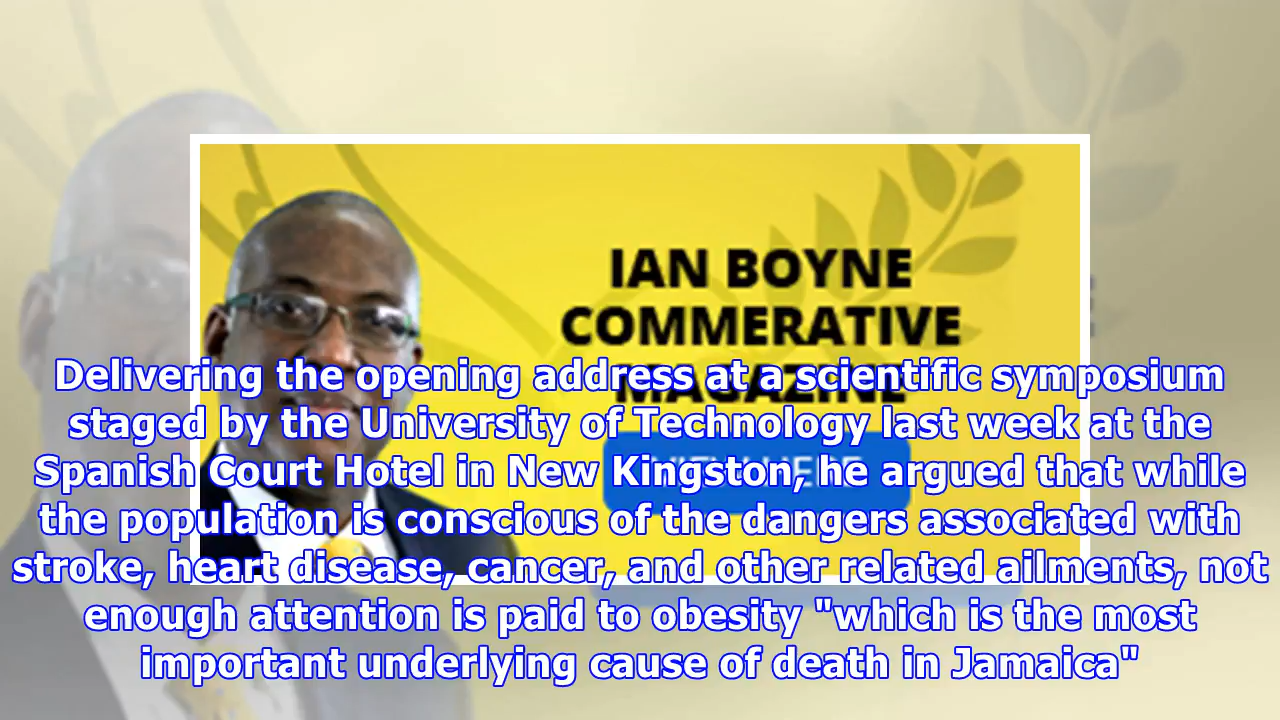 IAN BOYNE
COMMERATIVE
MAGAZINE
Delivering the opening address at a scientific symposium
staged by the University of Technology last week at the
Spanish Court Hotel in New Kingston, he argued that while
the population is conscious of the dangers associated with
stroke, heart disease, cancer, and other related ailments, not
enough attention is paid to obesity "which is the most
important underlying cause of death in Jamaica"